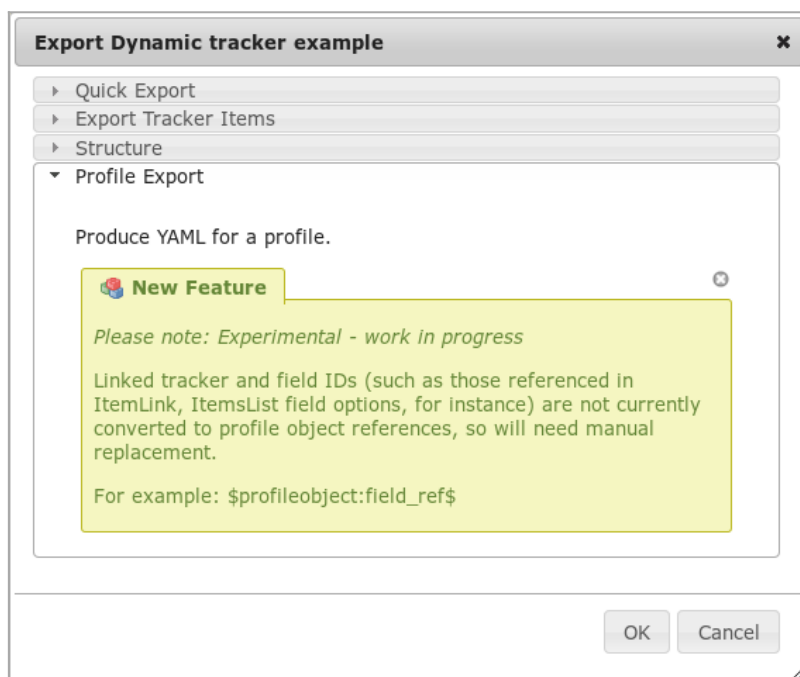 Export Dynamic tracker example
Quick Export
Export Tracker Items
Structure
Profile Export
Produce YAML for a profile.
New Feature
Please note: Experimental - work in progress
Linked tracker and field IDs (such as those referenced in
ItemLink, ItemsList field options, for instance) are not currently
converted to profile object references, so will need manual
replacement.
For example: $profileobject:field_ref$
OK
Cancel